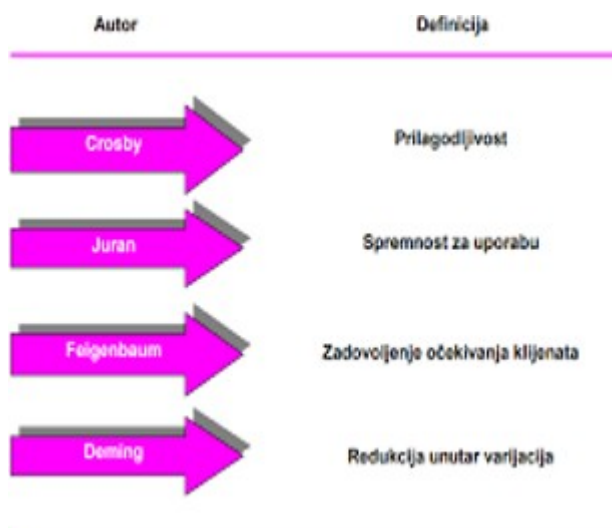 Autor Definicija
Crosby Prilagodljivost
Juran Spremnost za uporabu
Feigenbaum Zadovoljenje očekivanja klijenata
Deming Redukcija unutar varijacija